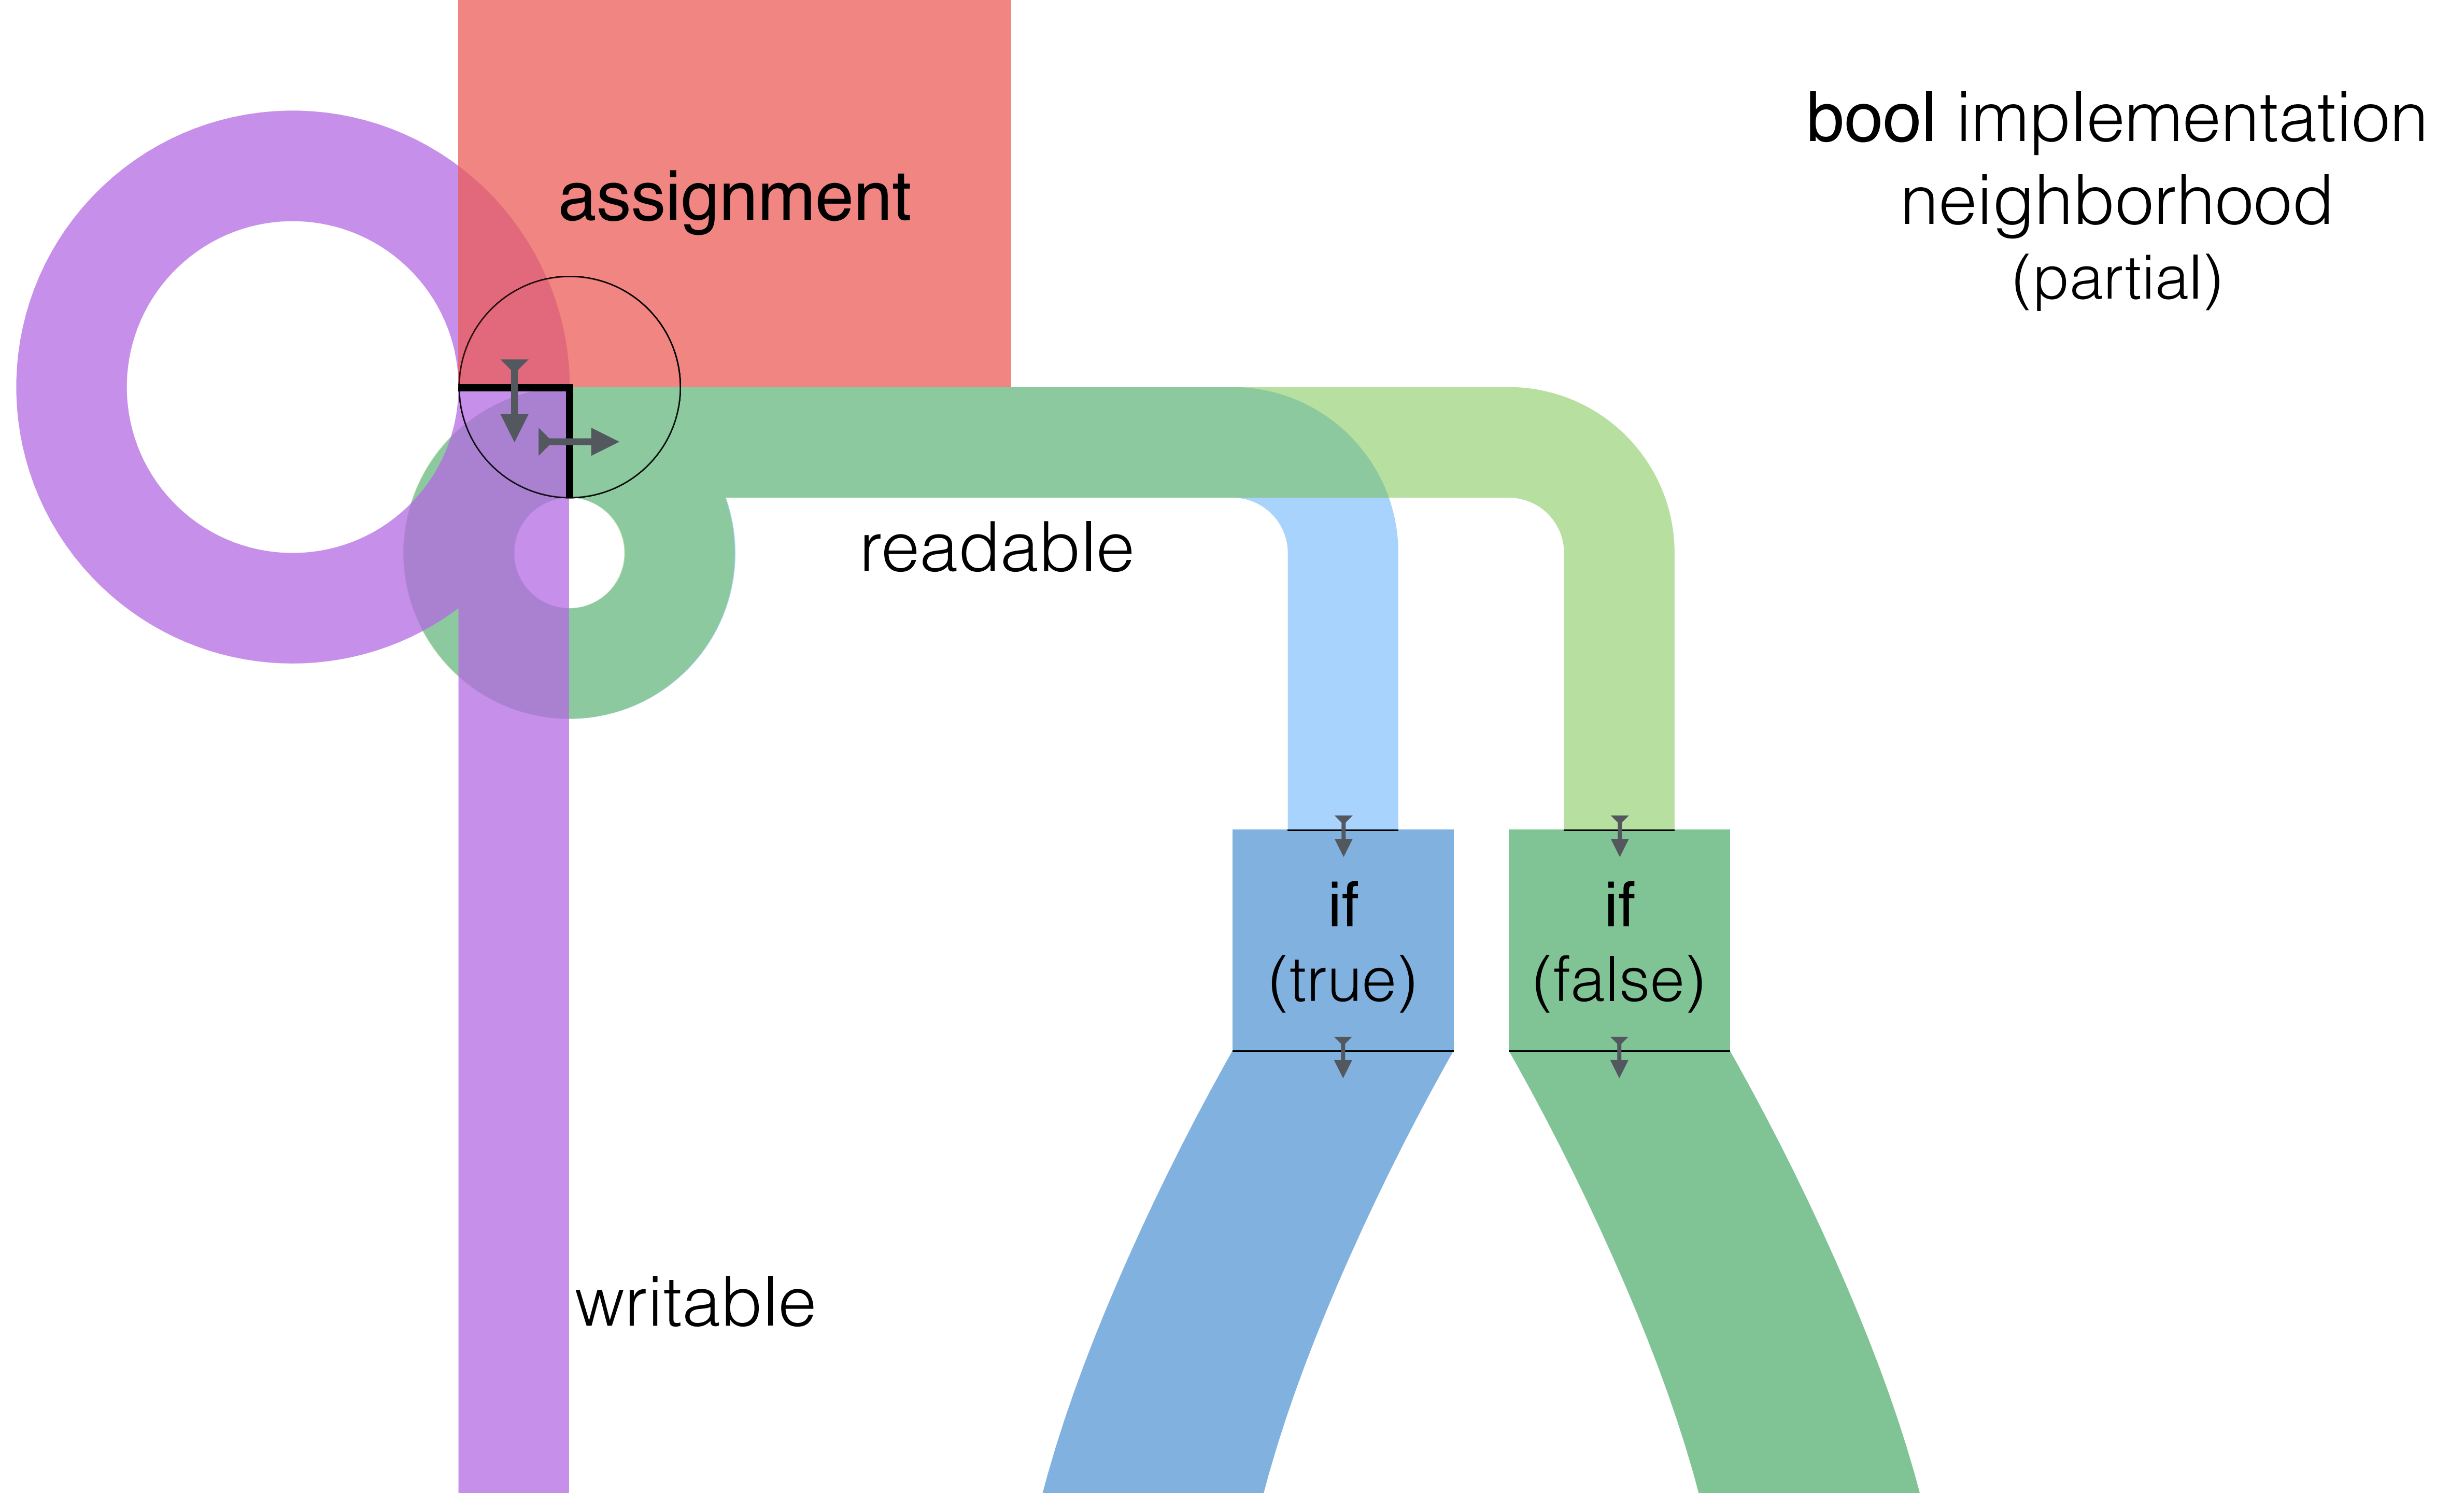 bool implementation
neighborhood
(partial)
assignment
readable
if
(true)
if
(false)
writable